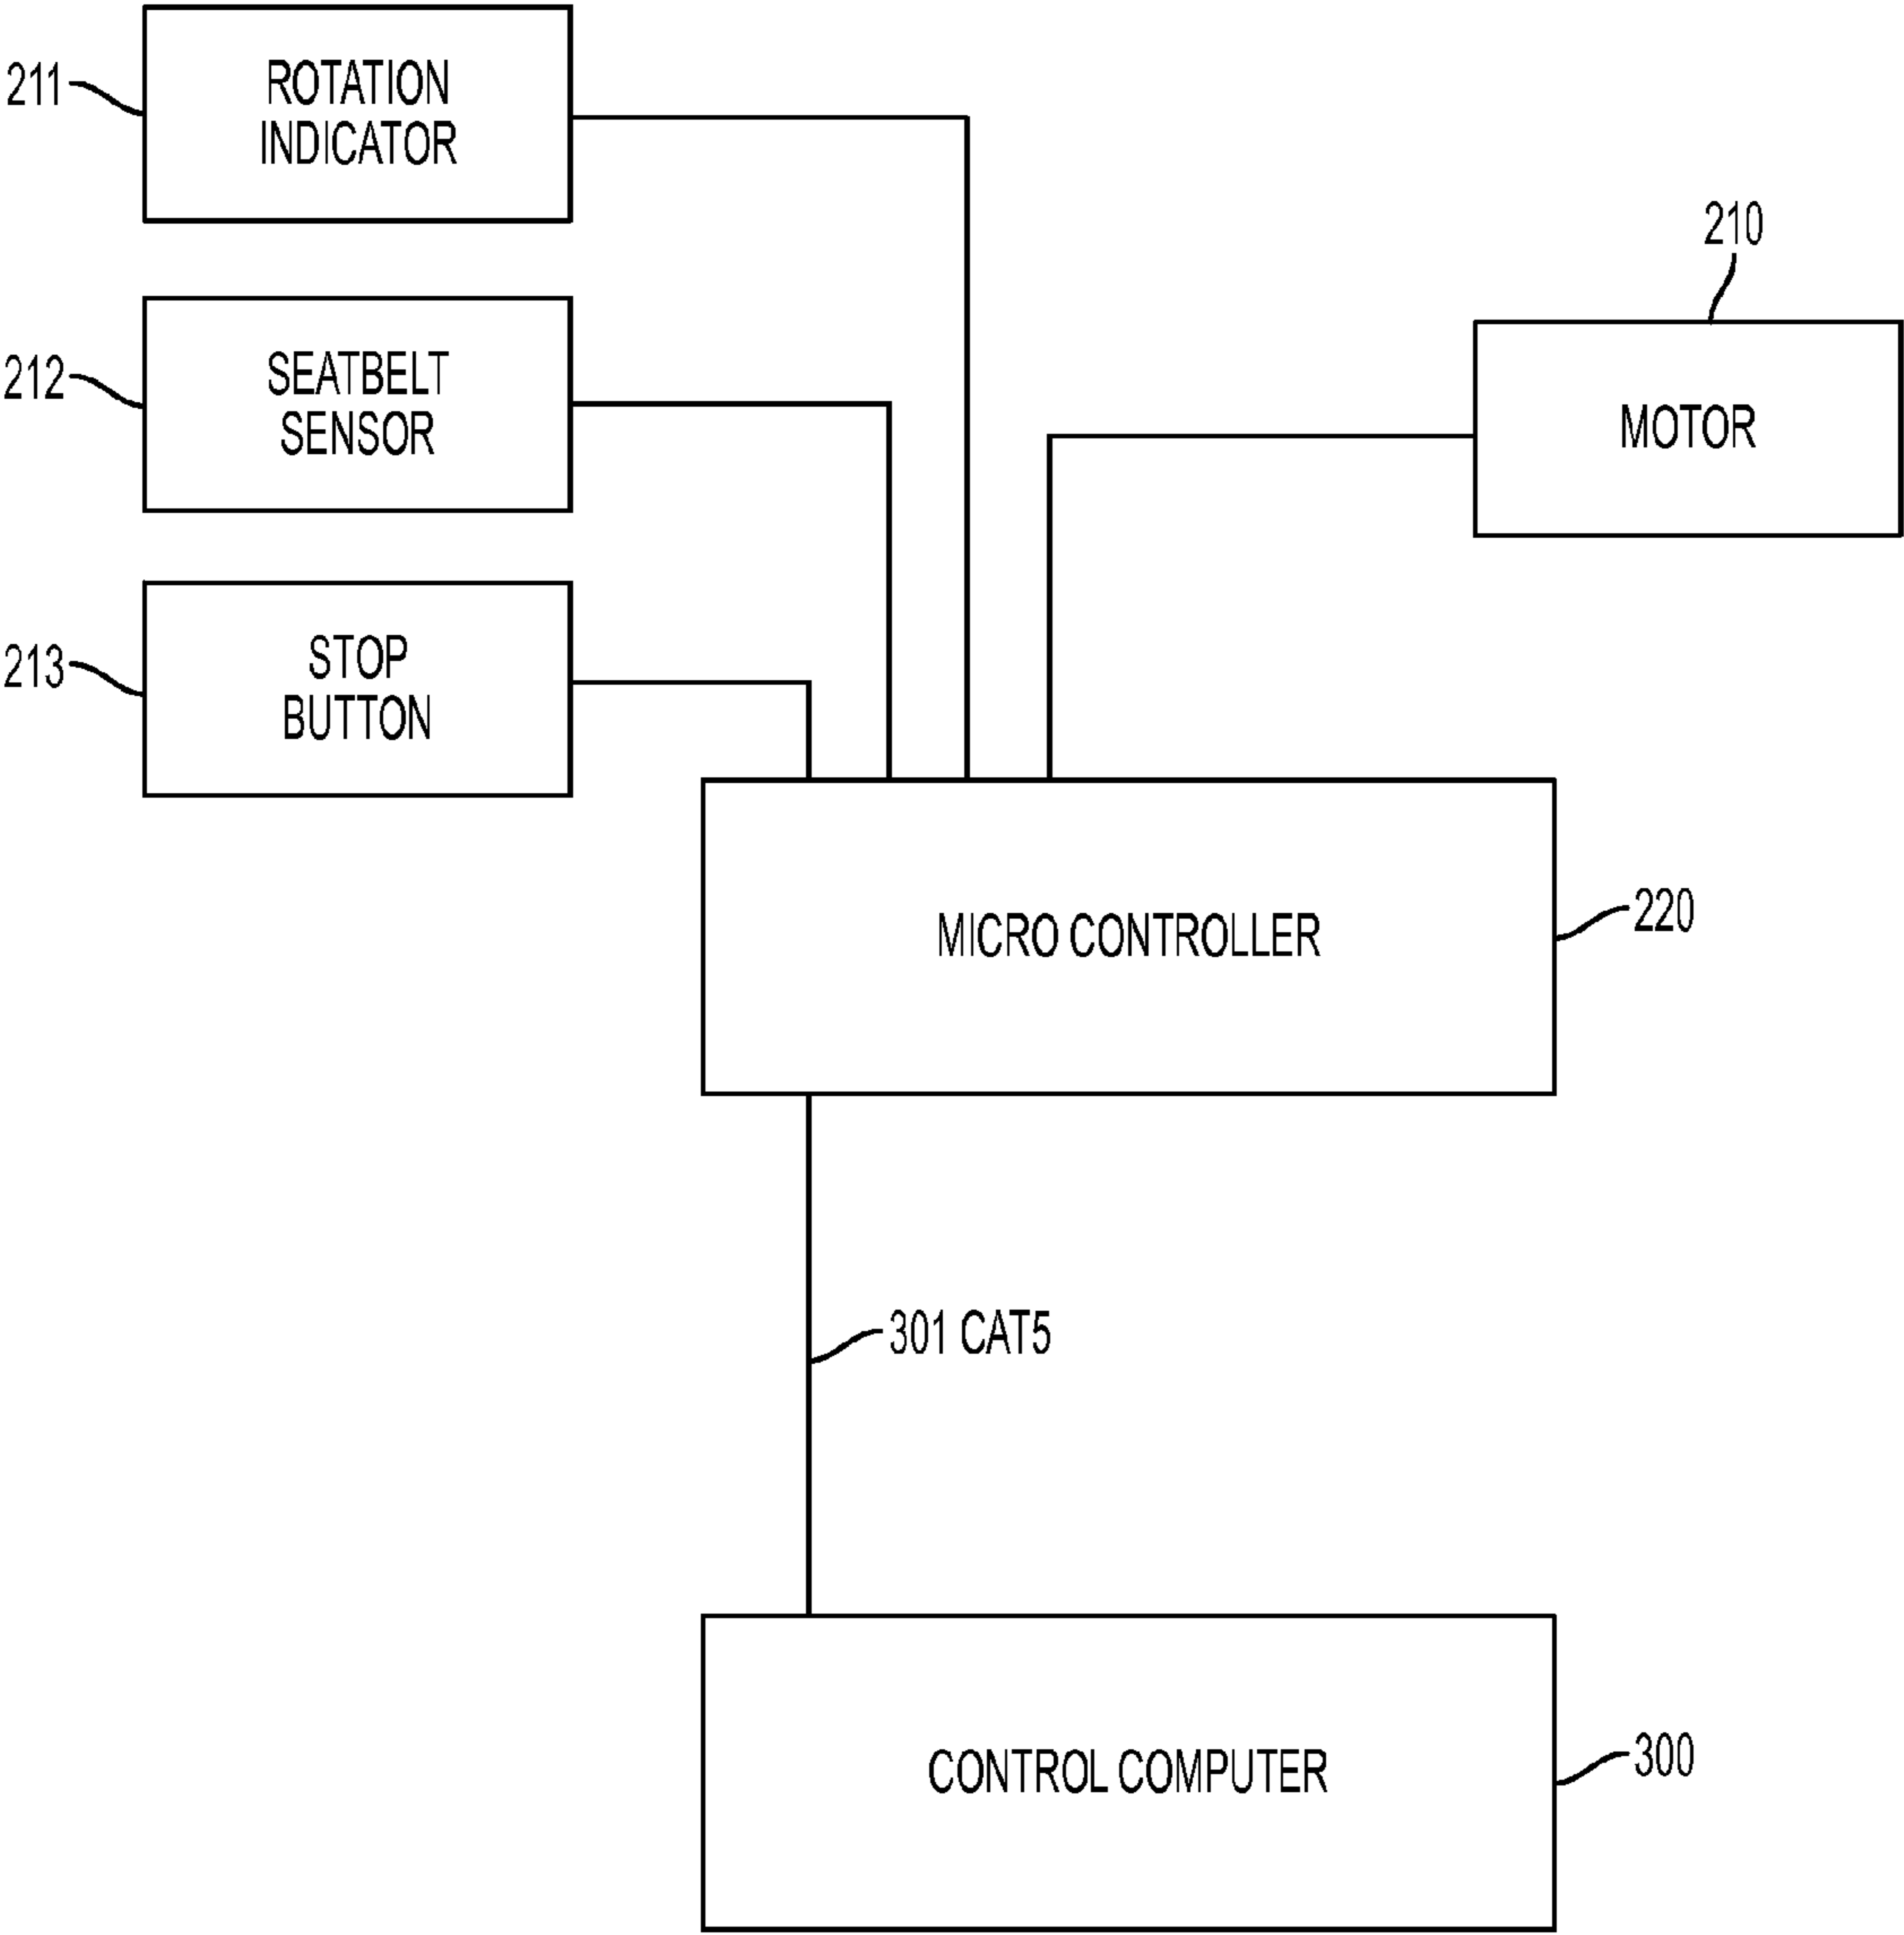 211
ROTATION
INDICATOR
210
212
SEATBELT
SENSOR
MOTOR
213
STOP
BUTTON
MICRO CONTROLLER
220
301 CAT5
CONTROL COMPUTER
300